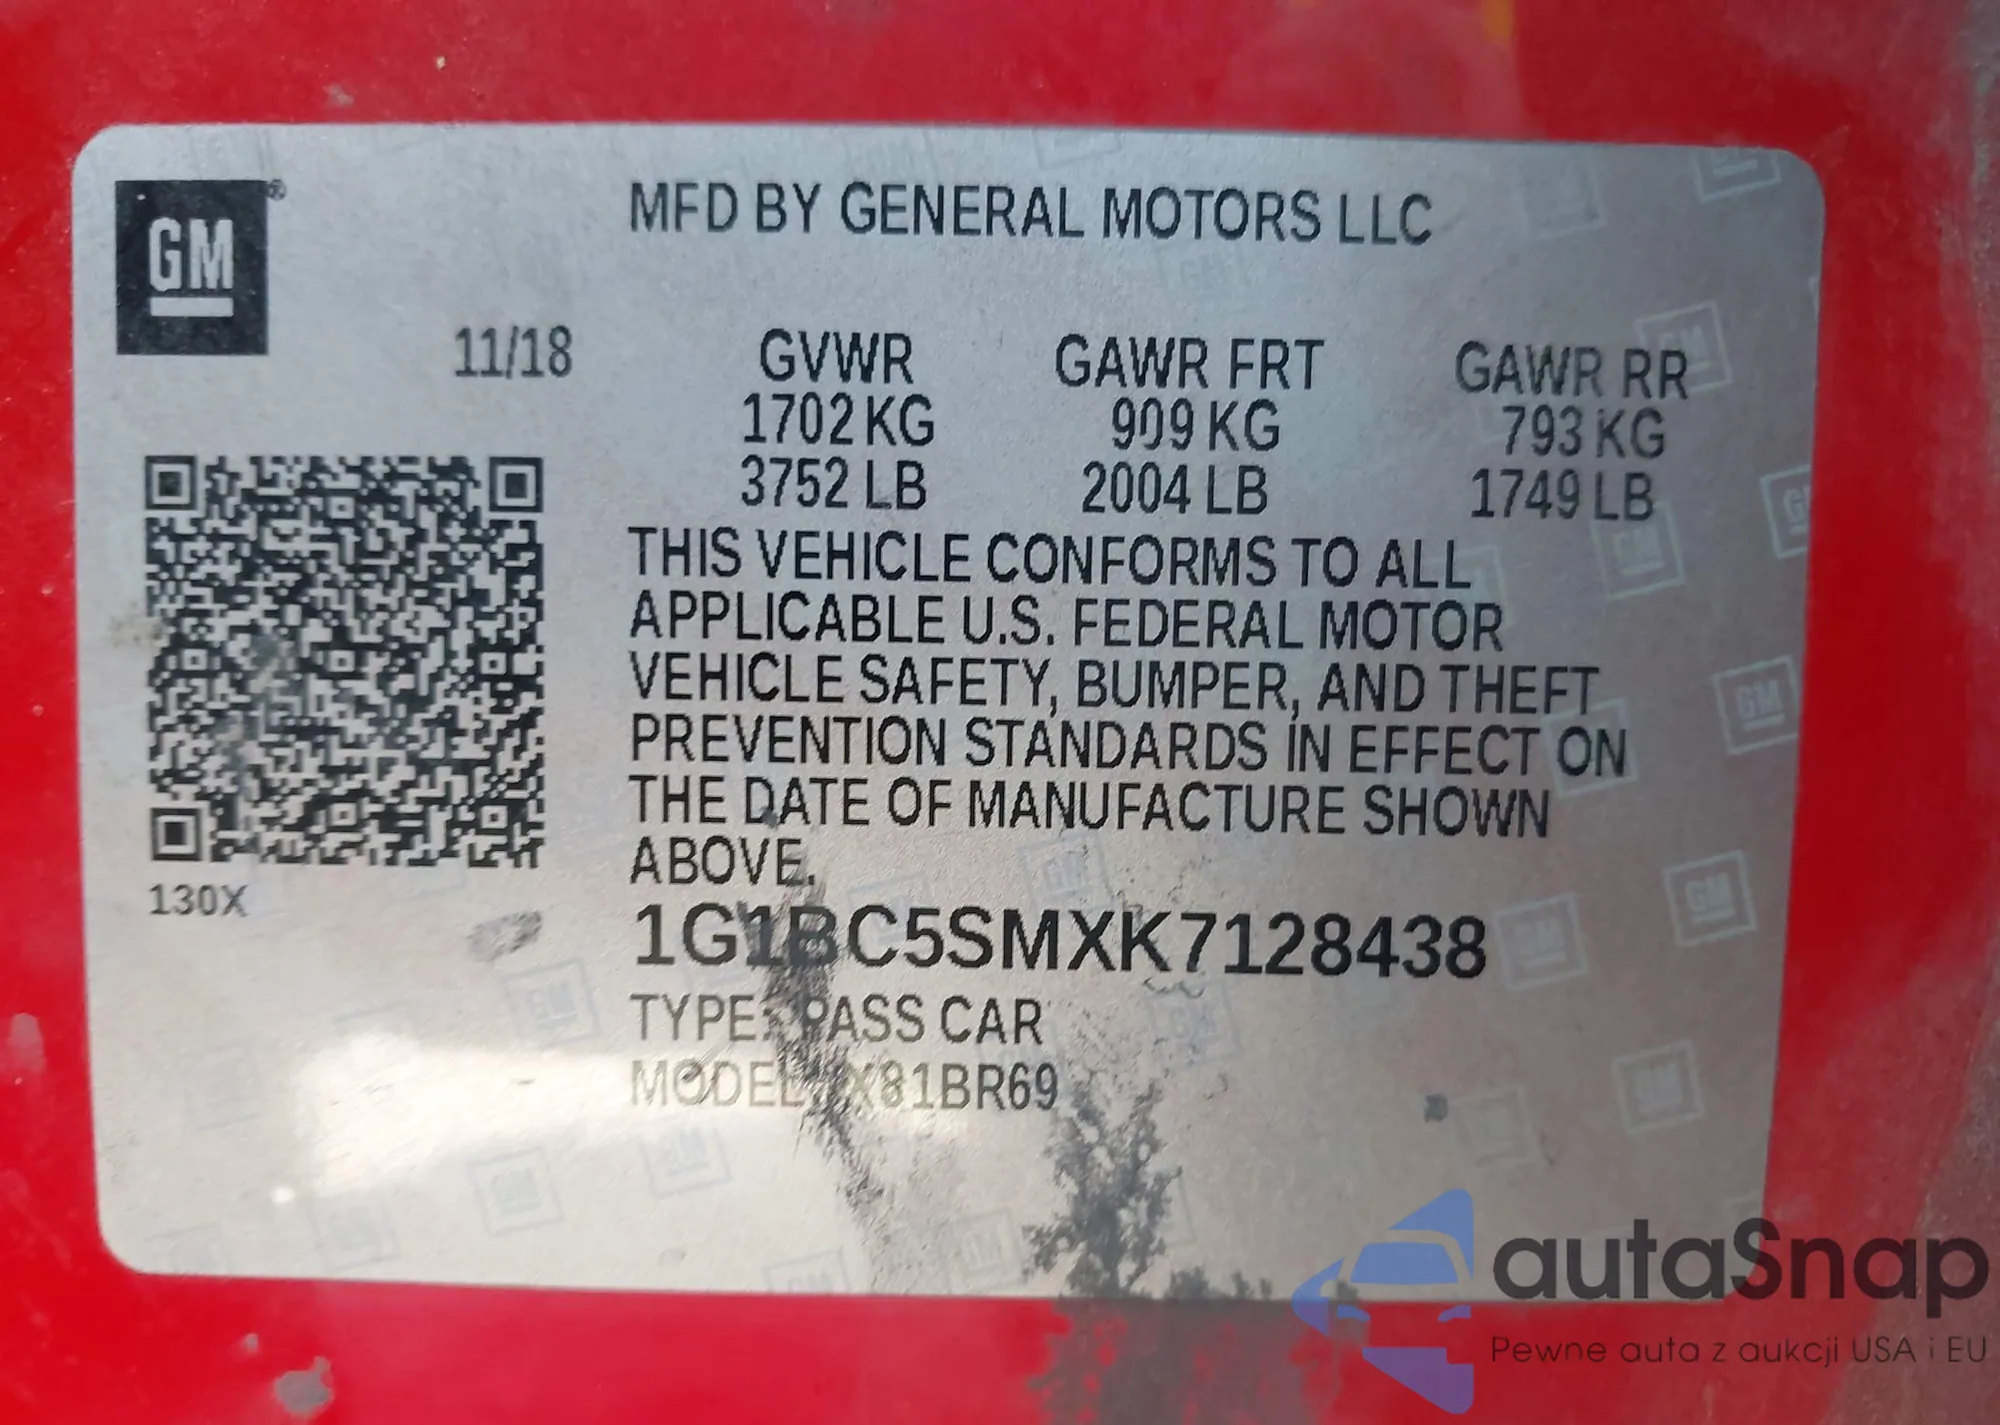 GM®
MFD BY GENERAL MOTORS LLC
11/18
GVWR GAWR FRT GAWR RR
1702 KG 909 KG 793 KG
3752 LB 2004 LB 1749 LB
THIS VEHICLE CONFORMS TO ALL
APPLICABLE U.S. FEDERAL MOTOR
VEHICLE SAFETY, BUMPER, AND THEFT
PREVENTION STANDARDS IN EFFECT ON
THE DATE OF MANUFACTURE SHOWN
ABOVE.
130X
1G1BC5SMXK7128438
TYPE: PASS CAR
MODEL: X81BR69
autaSnap
Pewne auta z aukcji USA i EU